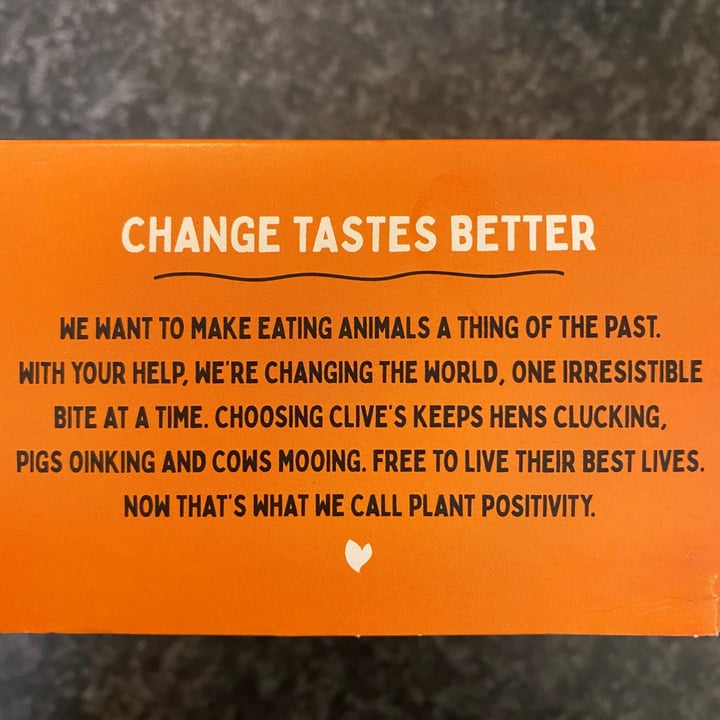 CHANGE TASTES BETTER
WE WANT TO MAKE EATING ANIMALS A THING OF THE PAST.
WITH YOUR HELP, WE'RE CHANGING THE WORLD, ONE IRRESISTIBLE
BITE AT A TIME. CHOOSING CLIVE'S KEEPS HENS CLUCKING,
PIGS OINKING AND COWS MOOING. FREE TO LIVE THEIR BEST LIVES.
NOW THAT'S WHAT WE CALL PLANT POSITIVITY.